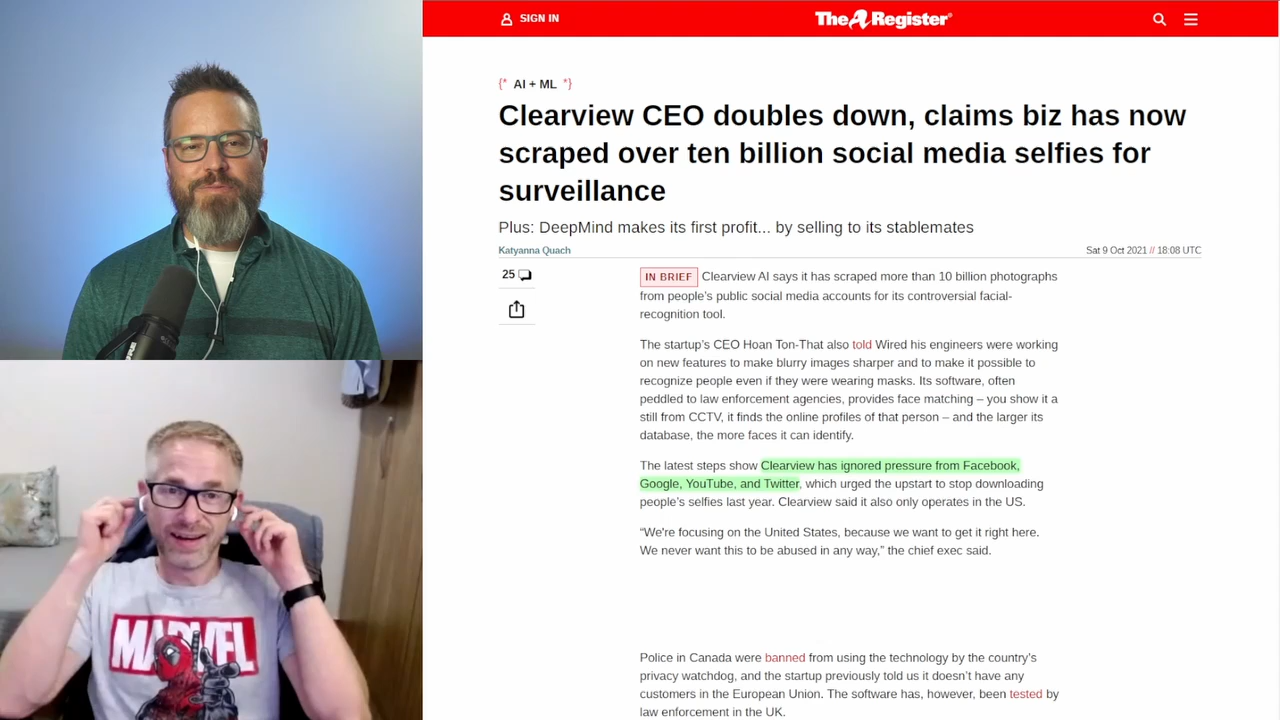 SIGN IN
The Register®
{* AI + ML *}
Clearview CEO doubles down, claims biz has now
scraped over ten billion social media selfies for
surveillance
Plus: DeepMind makes its first profit... by selling to its stablemates
Katyanna Quach
Sat 9 Oct 2021 // 18:08 UTC
25
IN BRIEF Clearview AI says it has scraped more than 10 billion photographs
from people's public social media accounts for its controversial facial-
recognition tool.
The startup's CEO Hoan Ton-That also told Wired his engineers were working
on new features to make blurry images sharper and to make it possible to
recognize people even if they were wearing masks. Its software, often
peddled to law enforcement agencies, provides face matching – you show it a
still from CCTV, it finds the online profiles of that person – and the larger its
database, the more faces it can identify.
The latest steps show Clearview has ignored pressure from Facebook,
Google, YouTube, and Twitter, which urged the upstart to stop downloading
people's selfies last year. Clearview said it also only operates in the US.
“We're focusing on the United States, because we want to get it right here.
We never want this to be abused in any way,” the chief exec said.
Police in Canada were banned from using the technology by the country's
privacy watchdog, and the startup previously told us it doesn't have any
customers in the European Union. The software has, however, been tested by
law enforcement in the UK.
MARVEL